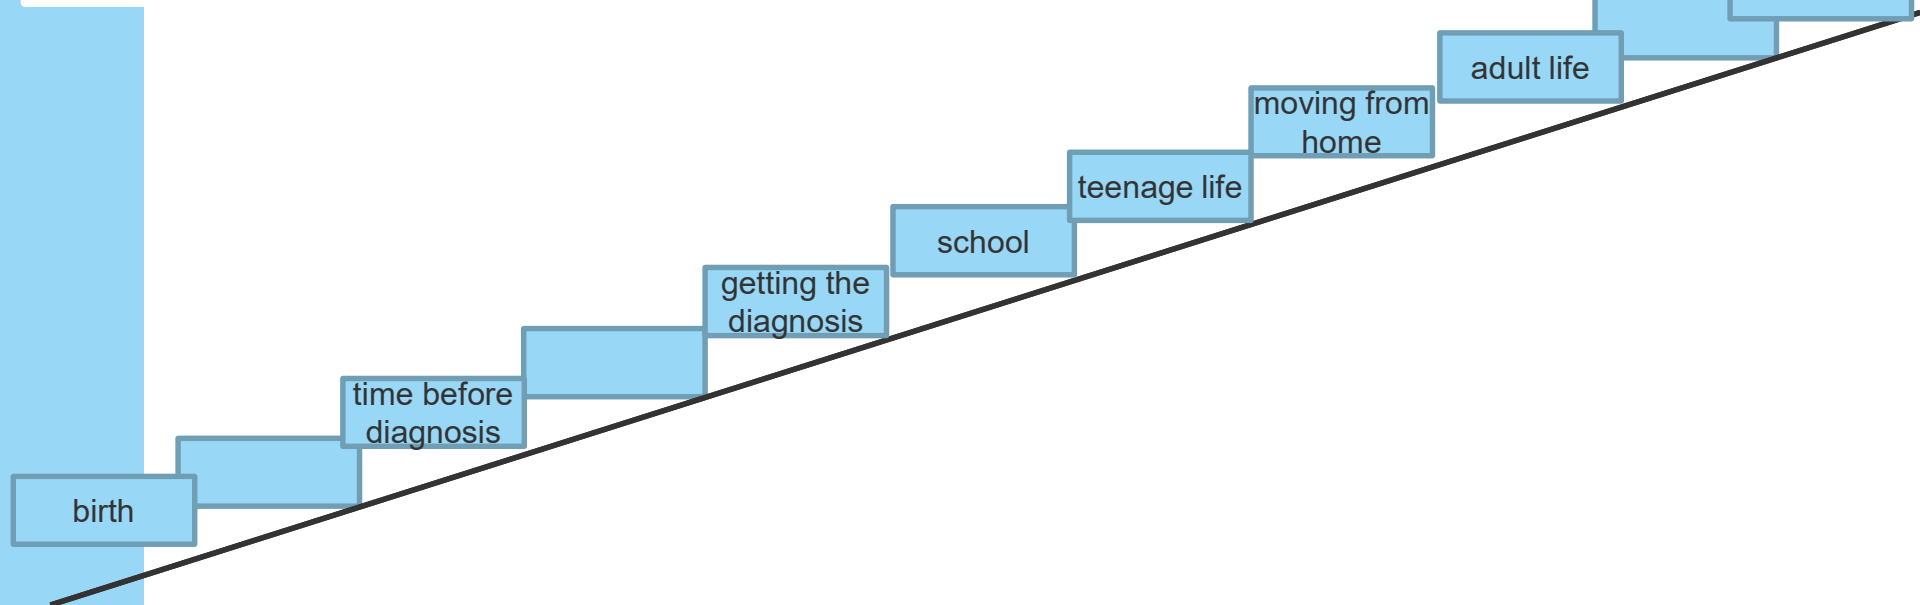 birth
time before
diagnosis
getting the
diagnosis
school
teenage life
moving from
home
adult life